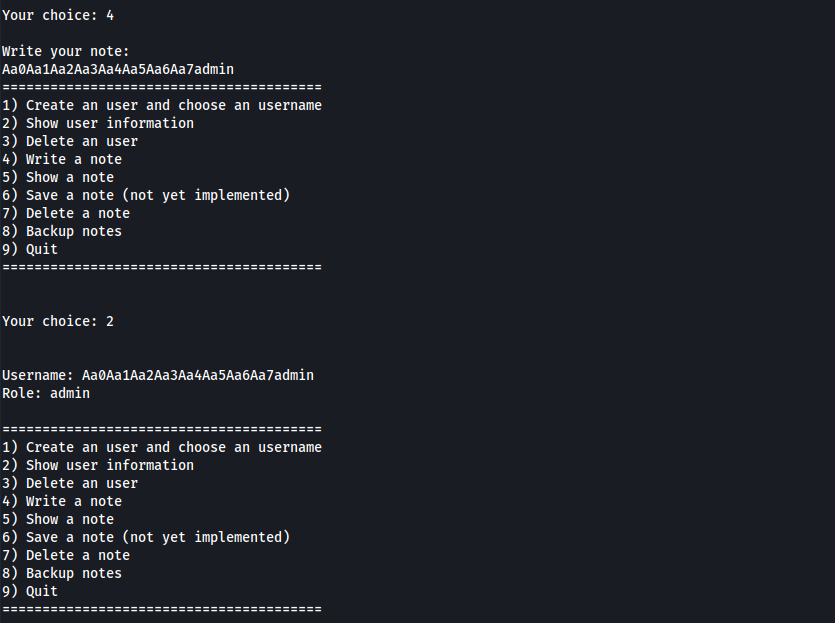 Your choice: 4
Write your note:
Aa0Aa1Aa2Aa3Aa4Aa5Aa6Aa7admin
========================================
1) Create an user and choose an username
2) Show user information
3) Delete an user
4) Write a note
5) Show a note
6) Save a note (not yet implemented)
7) Delete a note
8) Backup notes
9) Quit
========================================
Your choice: 2
Username: Aa0Aa1Aa2Aa3Aa4Aa5Aa6Aa7admin
Role: admin
========================================
1) Create an user and choose an username
2) Show user information
3) Delete an user
4) Write a note
5) Show a note
6) Save a note (not yet implemented)
7) Delete a note
8) Backup notes
9) Quit
========================================